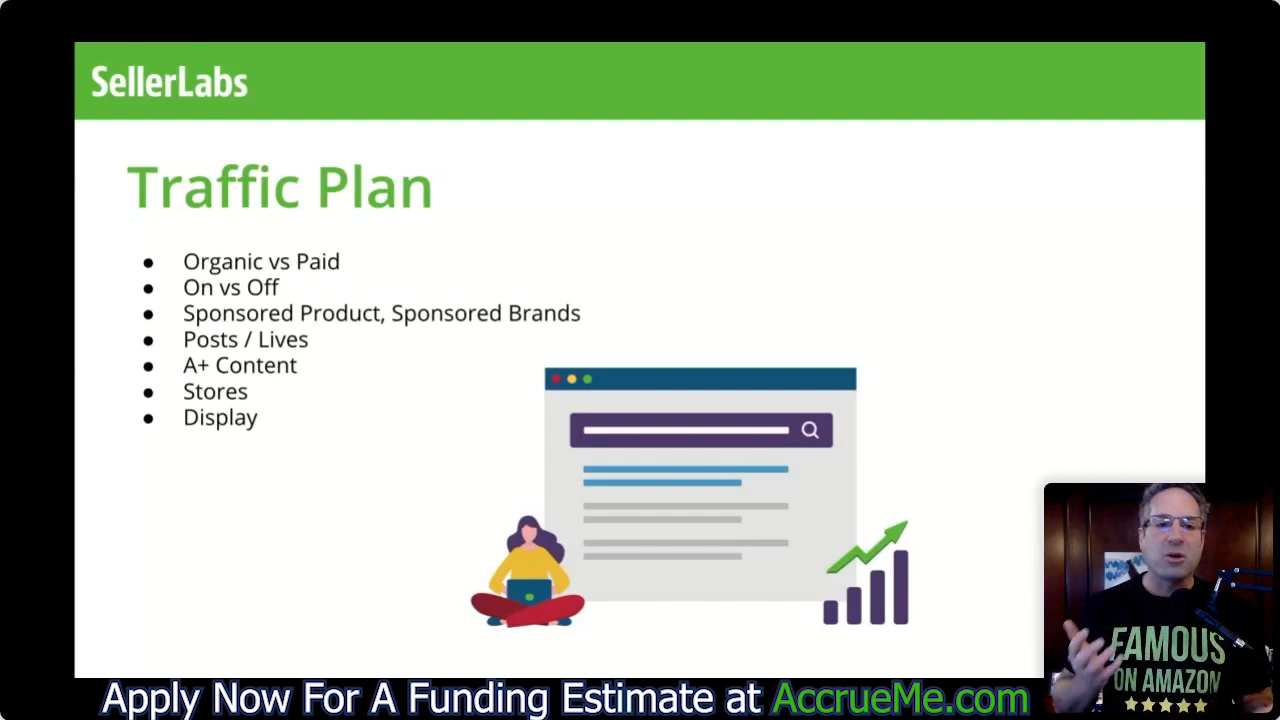 SellerLabs
Traffic Plan
● Organic vs Paid
● On vs Off
● Sponsored Product, Sponsored Brands
● Posts / Lives
● A+ Content
● Stores
● Display
FAMOUS
ON AMAZON
Apply Now For A Funding Estimate at AccrueMe.com